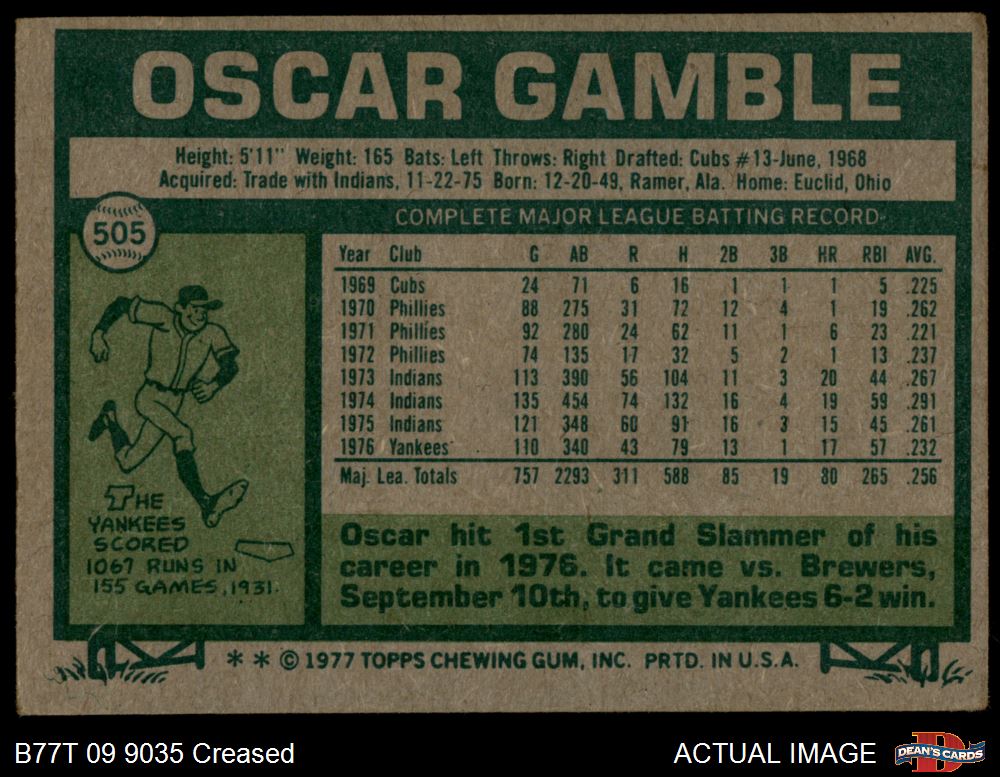 OSCAR GAMBLE
Height: 5'11" Weight: 165 Bats: Left Throws: Right Drafted: Cubs #13-June, 1968
Acquired: Trade with Indians, 11-22-75 Born: 12-20-49, Ramer, Ala. Home: Euclid, Ohio
505
COMPLETE MAJOR LEAGUE BATTING RECORD
Year Club G AB R H 2B 3B HR RBI AVG.
1969 Cubs 24 71 6 16 1 1 1 5 .225
1970 Phillies 88 275 31 72 12 4 1 19 .262
1971 Phillies 92 280 24 62 11 1 6 23 .221
1972 Phillies 74 135 17 32 5 2 1 13 .237
1973 Indians 113 390 56 104 11 3 20 44 .267
1974 Indians 135 454 74 132 16 4 19 59 .291
1975 Indians 121 348 60 91 16 3 15 45 .261
1976 Yankees 110 340 43 79 13 1 17 57 .232
Maj. Lea. Totals 757 2293 311 588 85 19 80 265 .256
THE
YANKEES
SCORED
1067 RUNS IN
155 GAMES, 1931.
Oscar hit 1st Grand Slammer of his
career in 1976. It came vs. Brewers,
September 10th, to give Yankees 6-2 win.
* * © 1977 TOPPS CHEWING GUM, INC. PRTD. IN U.S.A.
B77T 09 9035 Creased
ACTUAL IMAGE
DEAN'S CARDS